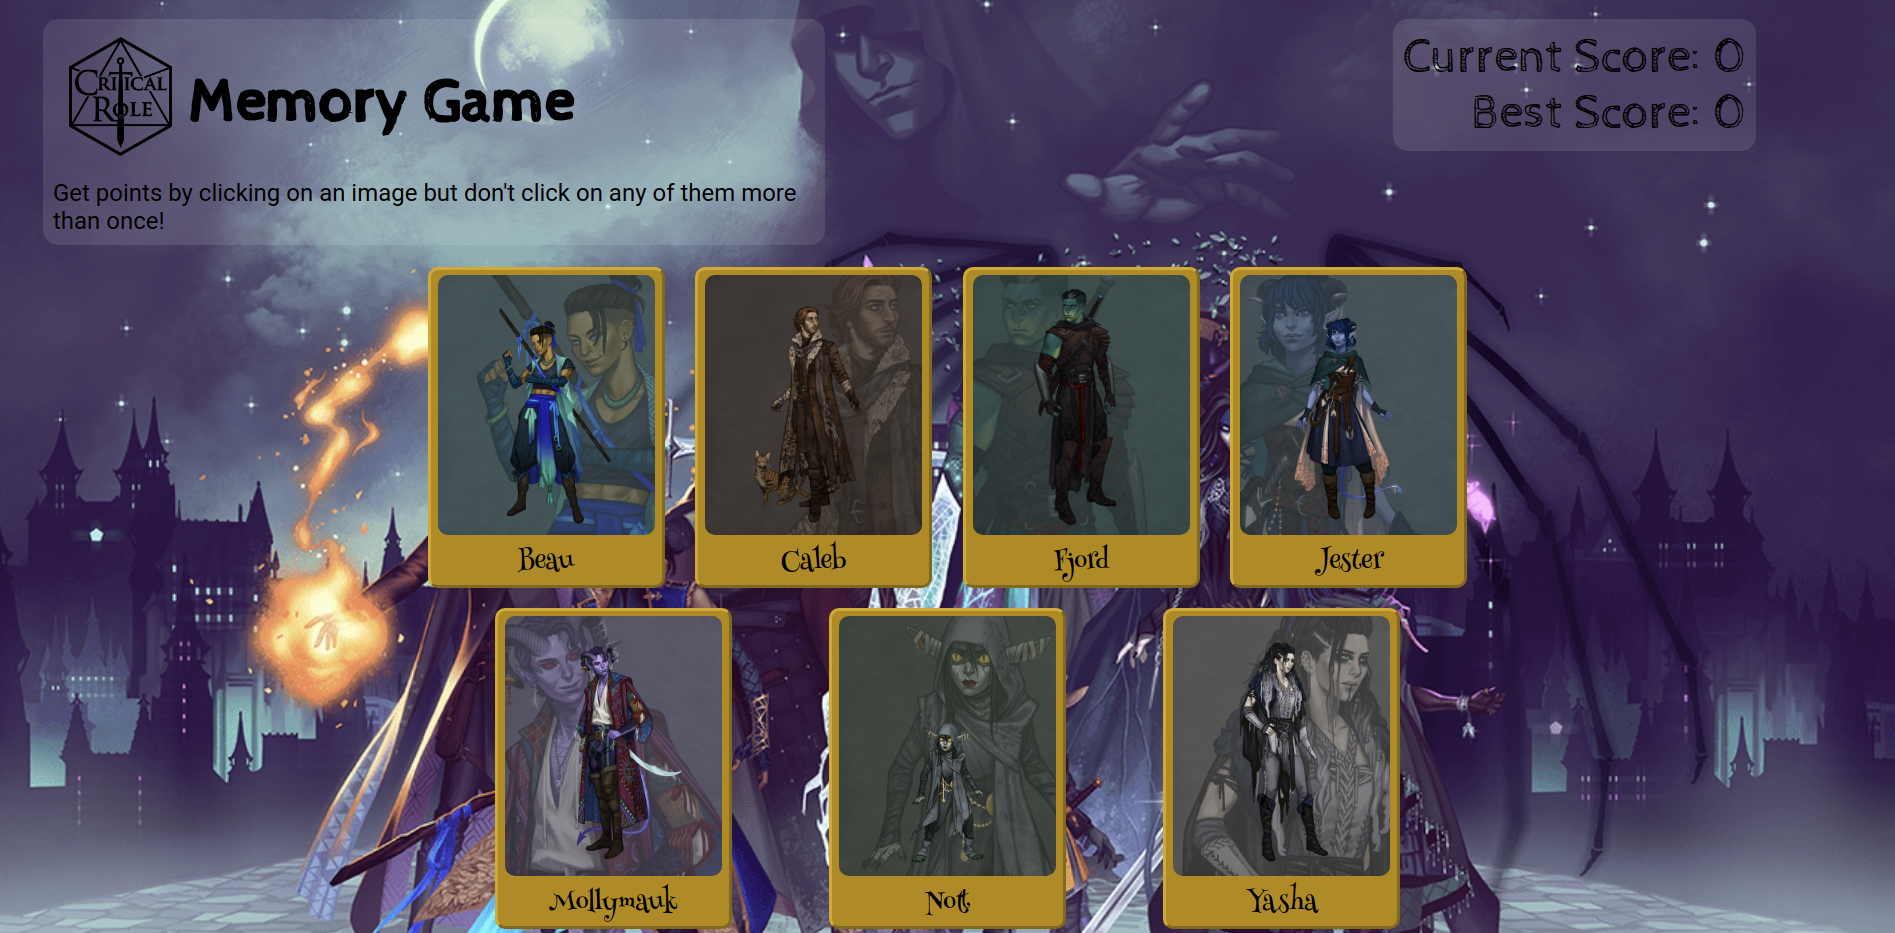 CRITICAL
ROLE
Memory Game
Get points by clicking on an image but don't click on any of them more
than once!
Current Score: 0
Best Score: 0
Beau
Caleb
Fjord
Jester
Mollymauk
Nott
Yasha